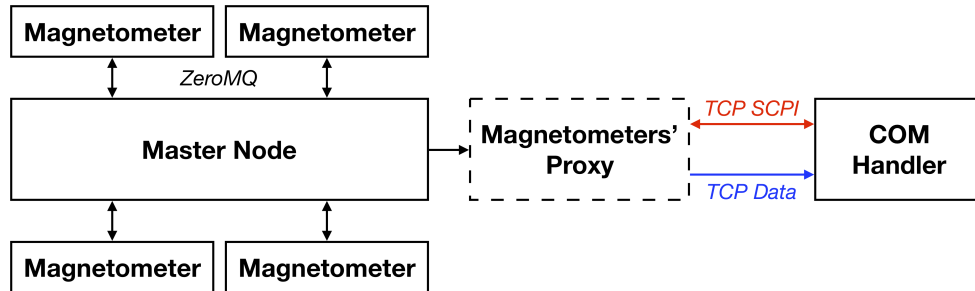 Magnetometer
Magnetometer
ZeroMQ
Master Node
Magnetometers’
Proxy
TCP SCPI
TCP Data
COM
Handler
Magnetometer
Magnetometer